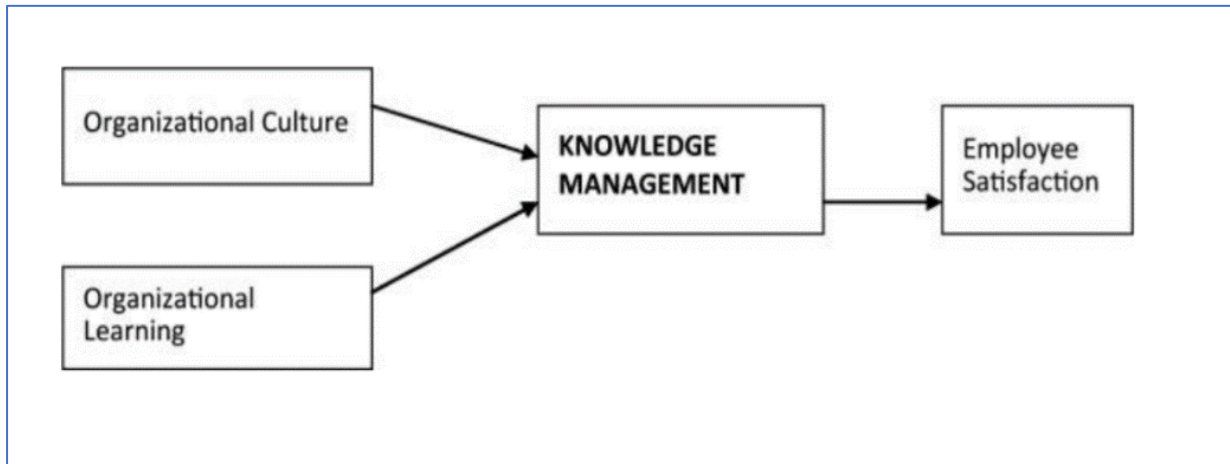 Organizational Culture
Organizational
Learning
KNOWLEDGE
MANAGEMENT
Employee
Satisfaction